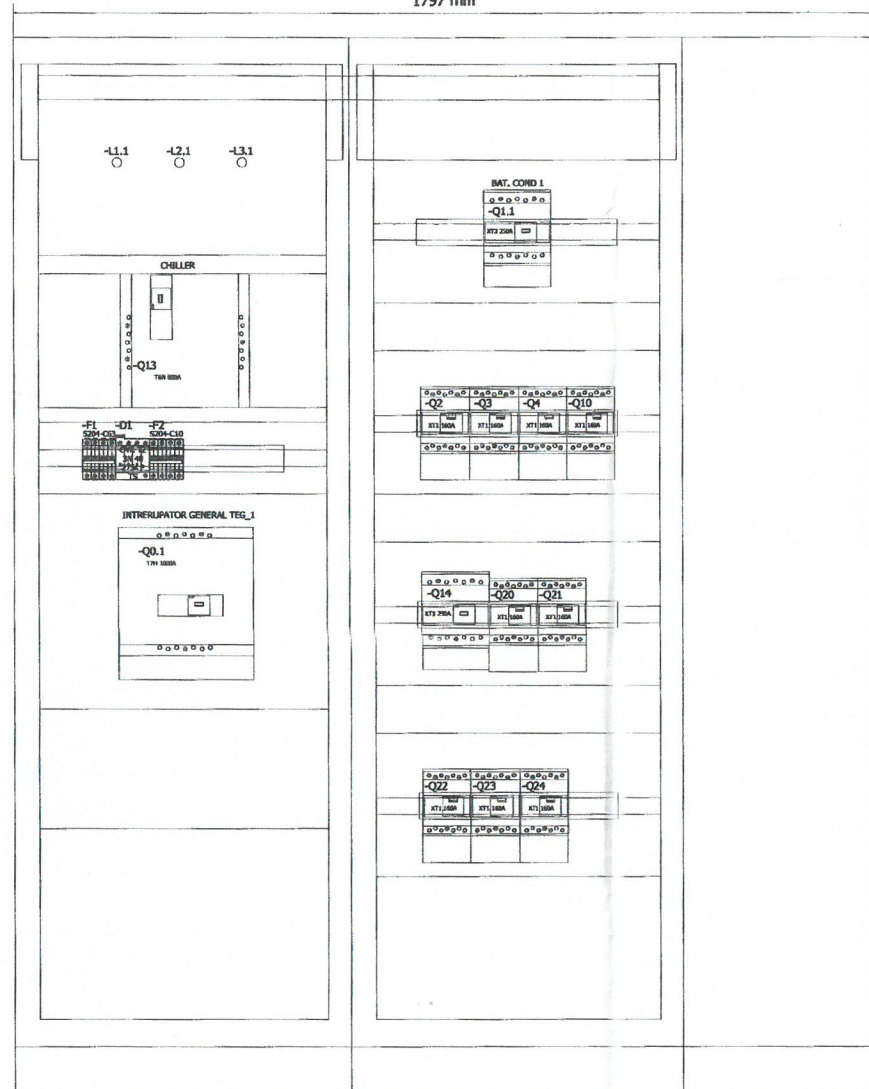 1797 mm
-L1.1 -L2.1 -L3.1
BAT. COND 1
-Q1.1
XT3 250A
CHILLER
-Q13
T6N 800A
-Q2 -Q3 -Q4 -Q10
XT1 160A XT1 160A XT1 160A XT1 160A
-F1 -D1 -F2
S204-C63 S204-C10
INTRERUPATOR GENERAL TEG_1
-Q0.1
-Q14 -Q20 -Q21
XT3 250A XT1 160A XT1 160A
-Q22 -Q23 -Q24
XT1 160A XT1 160A XT1 160A